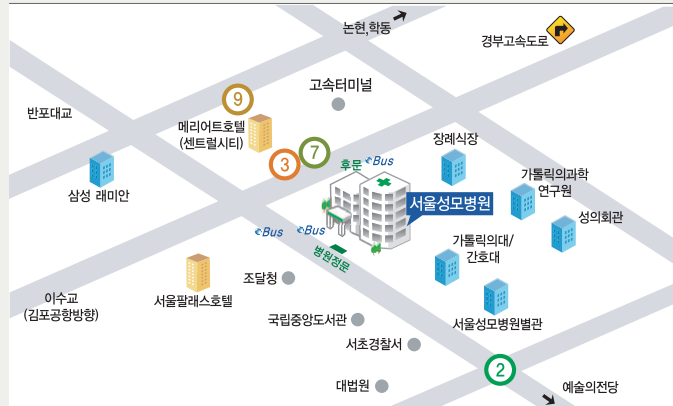 논현,학동
경부고속도로
고속터미널
9
반포대교
메리어트호텔
(센트럴시티)
장례식장
3
7
후문
Bus
가톨릭의과학
연구원
삼성 래미안
서울성모병원
성의회관
Bus
Bus
병원정문
가톨릭의대/
간호대
조달청
이수교
(김포공항방향)
서울팔래스호텔
국립중앙도서관
서울성모병원별관
서초경찰서
2
대법원
예술의전당